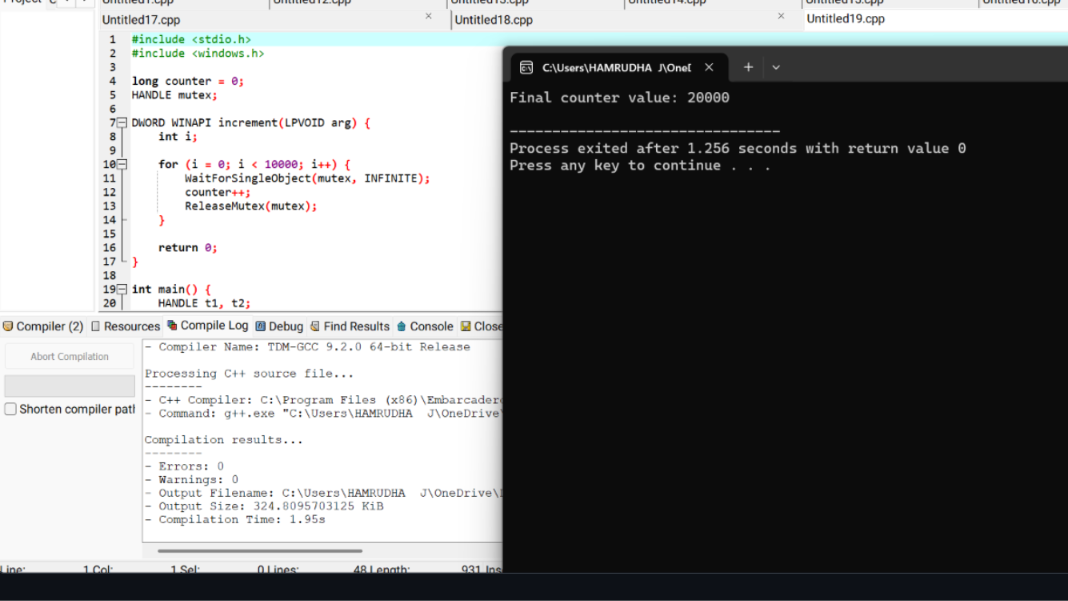 Untitled17.cpp
Untitled18.cpp
Untitled19.cpp
1 #include <stdio.h>
2 #include <windows.h>
3
4 long counter = 0;
5 HANDLE mutex;
6
7 DWORD WINAPI increment(LPVOID arg) {
8 int i;
9
10 for (i = 0; i < 10000; i++) {
11 WaitForSingleObject(mutex, INFINITE);
12 counter++;
13 ReleaseMutex(mutex);
14 }
15
16 return 0;
17 }
18
19 int main() {
20 HANDLE t1, t2;
C:\Users\HAMRUDHA J\OneD
Final counter value: 20000
--------------------------------
Process exited after 1.256 seconds with return value 0
Press any key to continue . . .
Compiler (2) Resources Compile Log Debug Find Results Console Close
Abort Compilation
Shorten compiler path
- Compiler Name: TDM-GCC 9.2.0 64-bit Release
Processing C++ source file...
--------
- C++ Compiler: C:\Program Files (x86)\Embarcadero
- Command: g++.exe "C:\Users\HAMRUDHA J\OneDrive\
Compilation results...
--------
- Errors: 0
- Warnings: 0
- Output Filename: C:\Users\HAMRUDHA J\OneDrive\
- Output Size: 324.8095703125 KiB
- Compilation Time: 1.95s
Line: 1 Col: 1 Sel: 0 Lines: 48 Length: 931 Ins